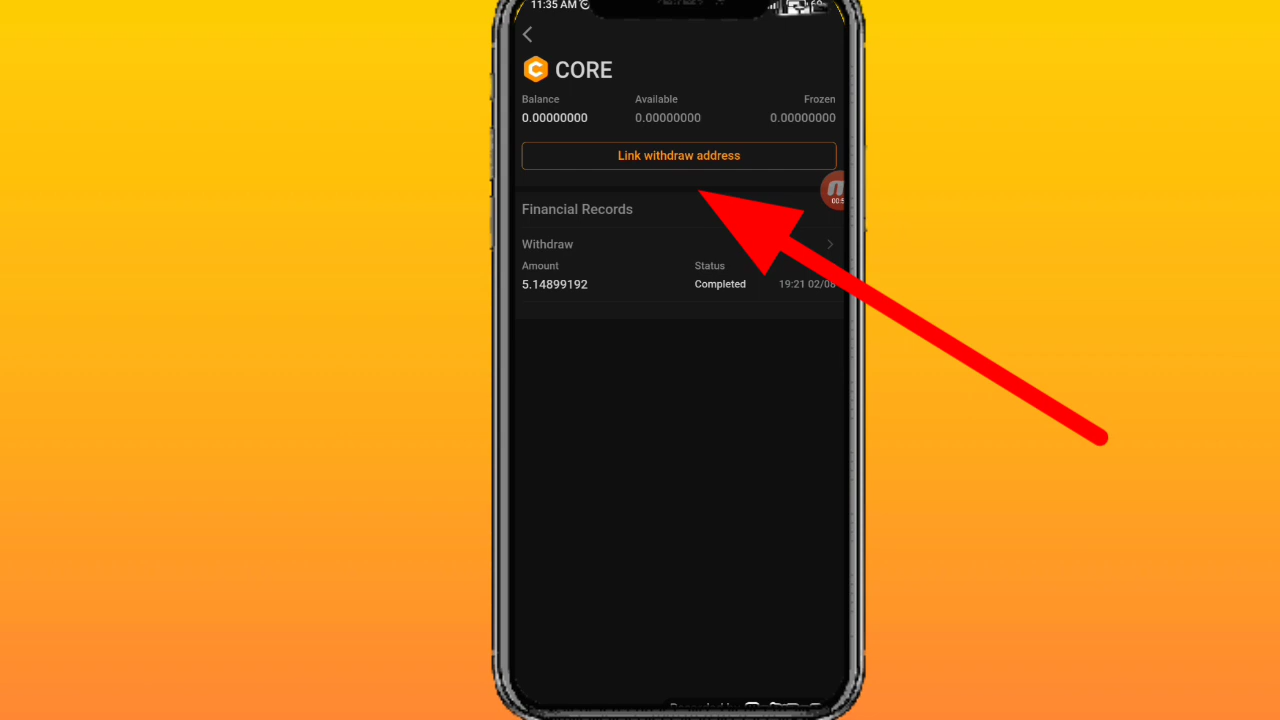 11:35 AM
CORE
Balance Available Frozen
0.00000000 0.00000000 0.00000000
Link withdraw address
Financial Records
Withdraw
Amount Status
5.14899192 Completed 19:21 02/08